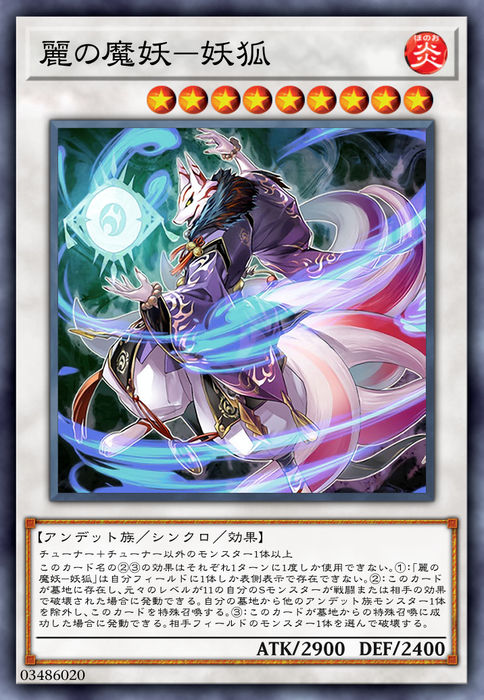 麗の魔妖－妖狐
ほのお
炎
【アンデット族／シンクロ／効果】
チューナー＋チューナー以外のモンスター1体以上
このカード名の②③の効果はそれぞれ1ターンに1度しか使用できない。①：「麗
の魔妖－妖狐」は自分フィールドに1体しか表側表示で存在できない。②：このカード
が墓地に存在し、元々のレベルが11の自分のSモンスターが戦闘または相手の効果
で破壊された場合に発動できる。自分の墓地から他のアンデット族モンスター1体
を除外し、このカードを特殊召喚する。③：このカードが墓地からの特殊召喚に成
功した場合に発動できる。相手フィールドのモンスター1体を選んで破壊する。
ATK/2900 DEF/2400
03486020